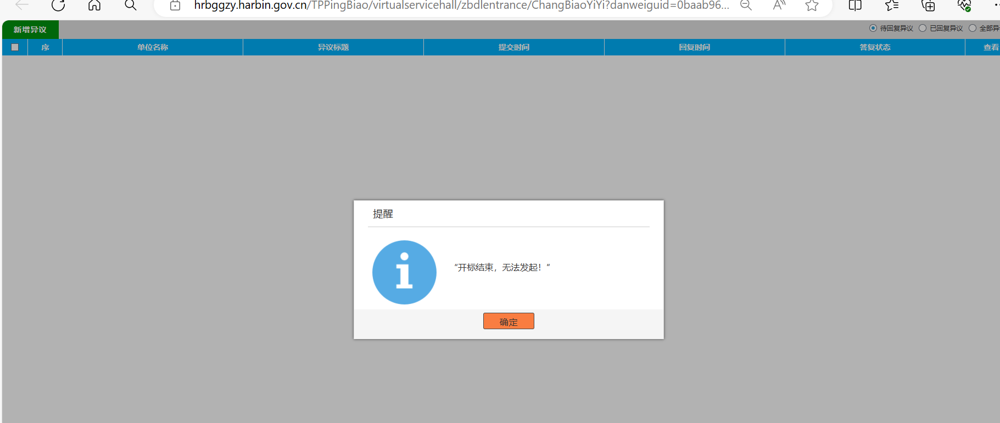 hrbggzy.harbin.gov.cn/TPPingBiao/virtualservicehall/zbdlentrance/ChangBiaoYiYi?danweiguid=0baab96...
新增异议
待回复异议 已回复异议 全部异
序 单位名称 异议标题 提交时间 回复时间 答复状态 查看
提醒
“开标结束，无法发起！“
确定